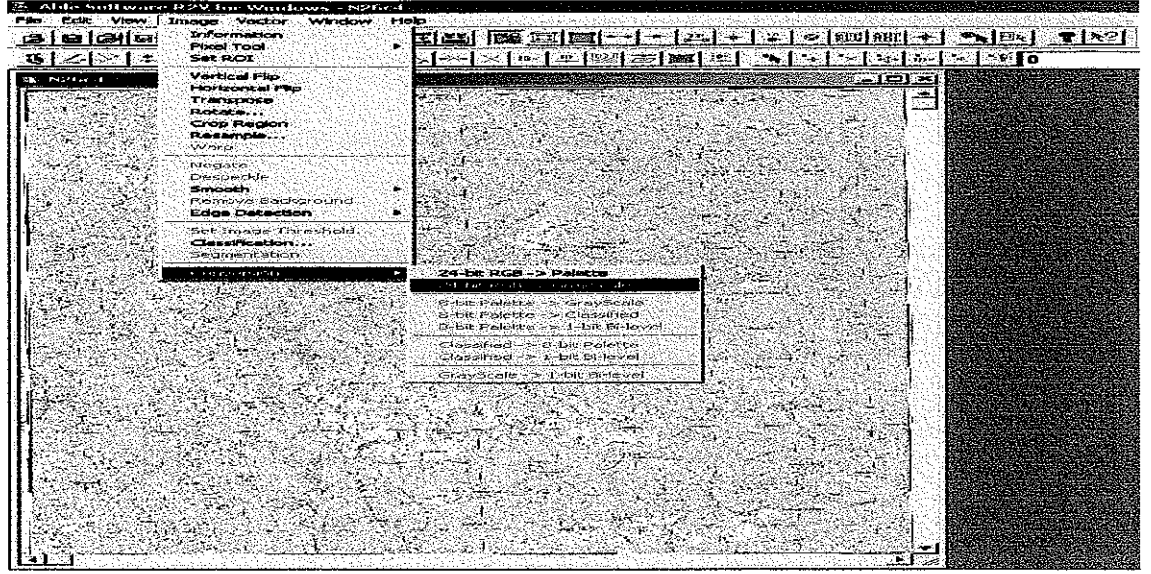 Able Software R2V for Windows - N26c4
File Edit View Image Vector Window Help
N26c4
Information
Pixel Tool
Set ROI
Vertical Flip
Horizontal Flip
Transpose
Rotate...
Crop Region
Resample...
Warp
Negate
Despeckle
Smooth
Remove Background
Edge Detection
Set Image Threshold
Classification...
Segmentation
24-bit RGB -> Palette
8-bit Palette -> GrayScale
8-bit Palette -> Classified
8-bit Palette -> 1-bit Bi-level
Classified -> 8-bit Palette
Classified -> 1-bit Bi-level
GrayScale -> 1-bit Bi-level